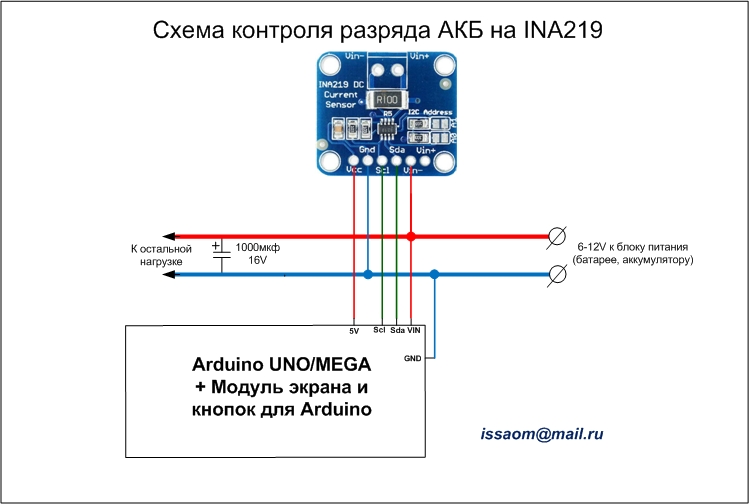 Схема контроля разряда АКБ на INA219
Vin- Vin+
INA219 DC
Current
Sensor
R100
R5
I2C Address
A1
A0
Gnd Sda Vin+
Vcc Scl Vin-
К остальной
нагрузке
+
1000мкф
16V
6-12V к блоку питания
(батарее, аккумулятору)
5V Scl Sda VIN
GND
Arduino UNO/MEGA
+ Модуль экрана и
кнопок для Arduino
issaom@mail.ru